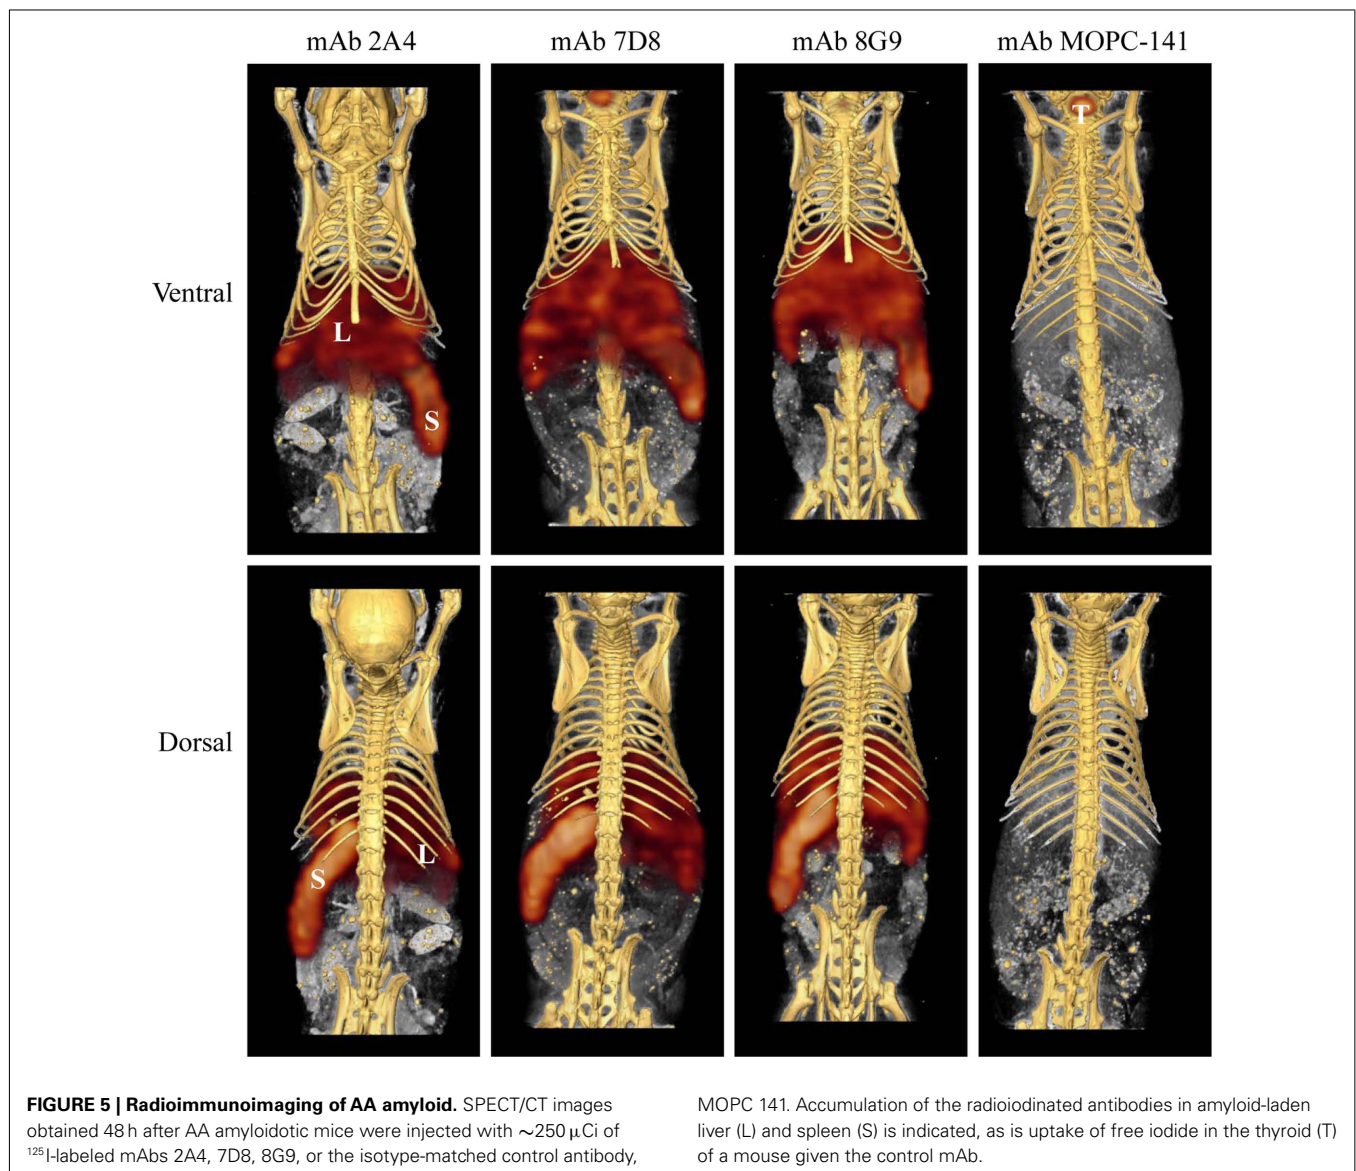 mAb 2A4
mAb 7D8
mAb 8G9
mAb MOPC-141
T
Ventral
L
S
Dorsal
L
S
FIGURE 5 | Radioimmunoimaging of AA amyloid. SPECT/CT images
obtained 48 h after AA amyloidotic mice were injected with ∼250 μCi of
¹²⁵I-labeled mAbs 2A4, 7D8, 8G9, or the isotype-matched control antibody,
MOPC 141. Accumulation of the radioiodinated antibodies in amyloid-laden
liver (L) and spleen (S) is indicated, as is uptake of free iodide in the thyroid (T)
of a mouse given the control mAb.